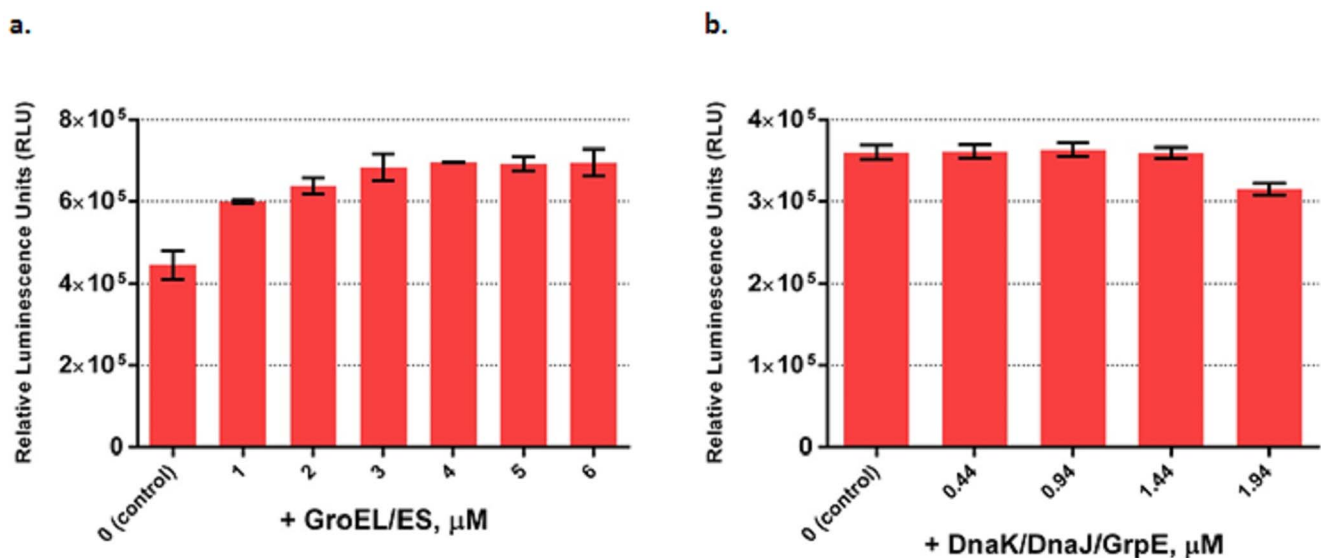 a.
Relative Luminescence Units (RLU)
8×10⁵
6×10⁵
4×10⁵
2×10⁵
0
0 (control)
1
2
3
4
5
6
+ GroEL/ES, μM
b.
Relative Luminescence Units (RLU)
4×10⁵
3×10⁵
2×10⁵
1×10⁵
0
0 (control)
0.44
0.94
1.44
1.94
+ DnaK/DnaJ/GrpE, μM